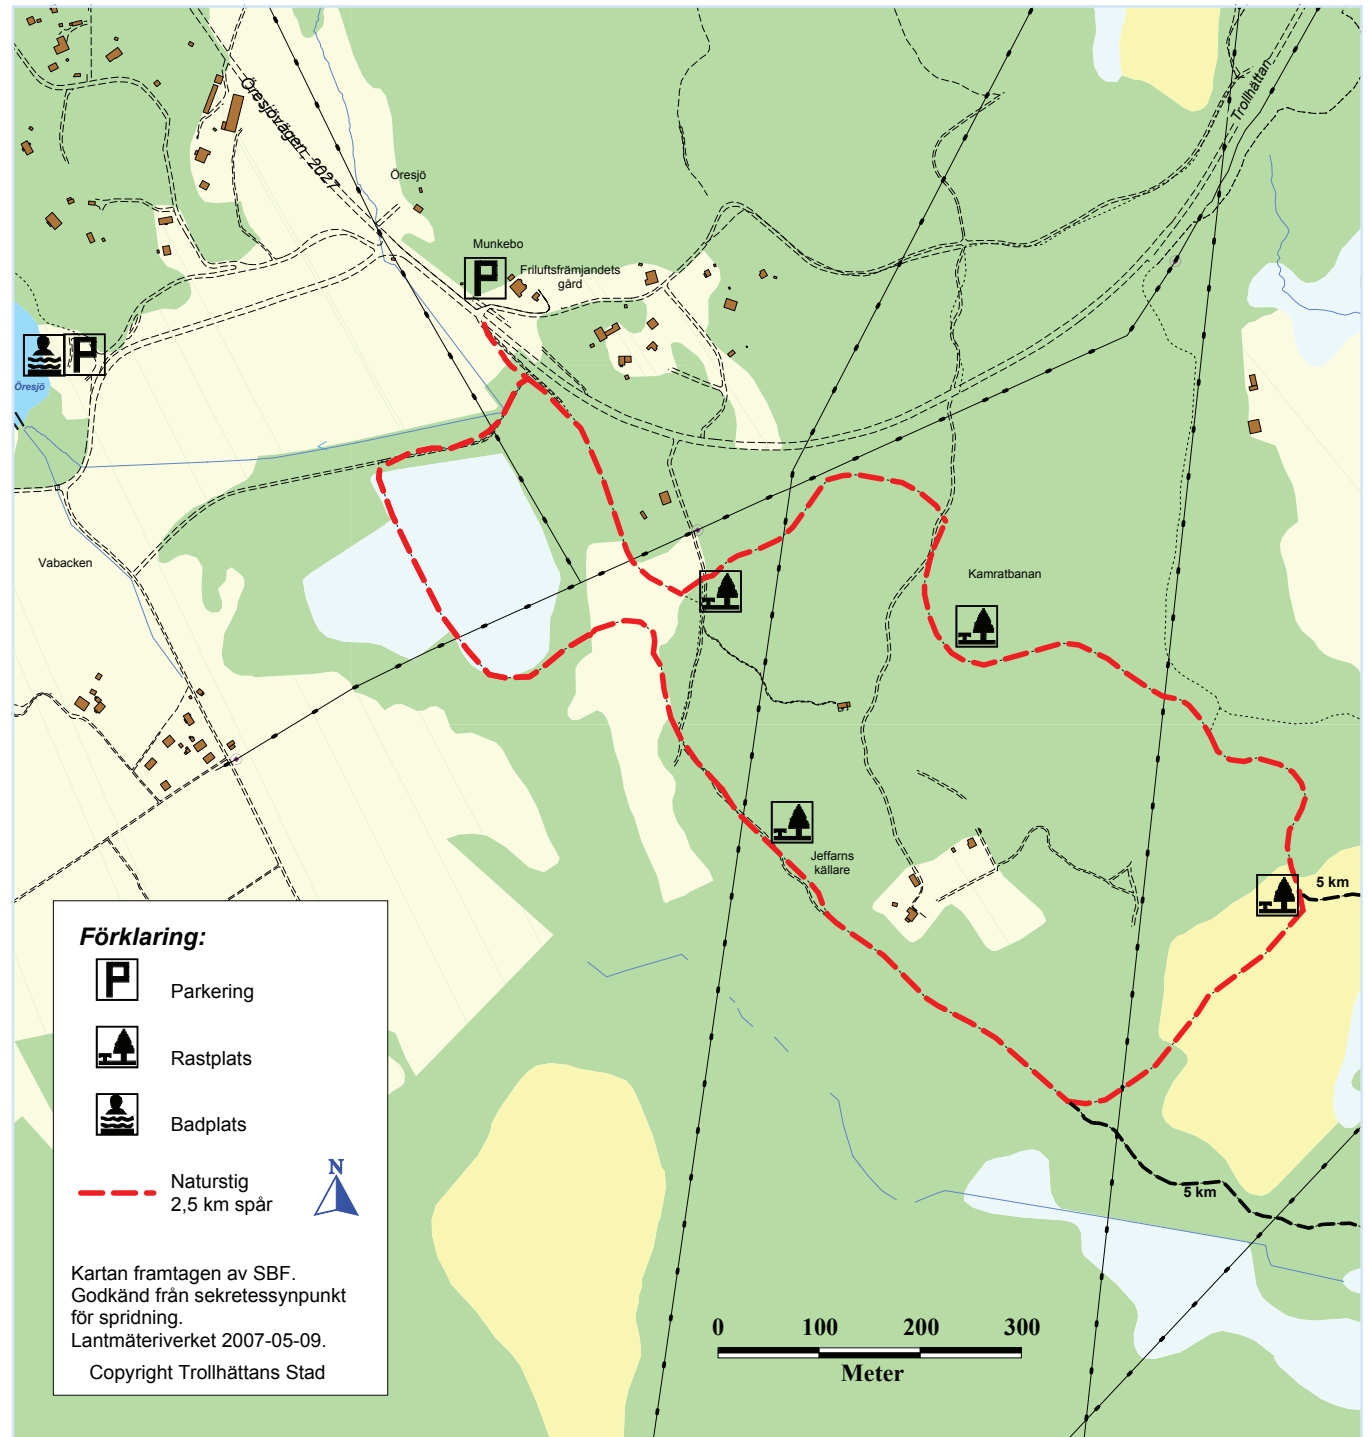 Öresjövägen, 2027
Trollhättan
Öresjö
Munkebo
P
Friluftsfrämjandets
gård
P
Öresjö
Vabacken
Kamratbanan
Jeffarns
källare
5 km
5 km
Förklaring:
P
Parkering
Rastplats
Badplats
Naturstig
2,5 km spår
N
Kartan framtagen av SBF.
Godkänd från sekretessynpunkt
för spridning.
Lantmäteriverket 2007-05-09.
Copyright Trollhättans Stad
0 100 200 300
Meter